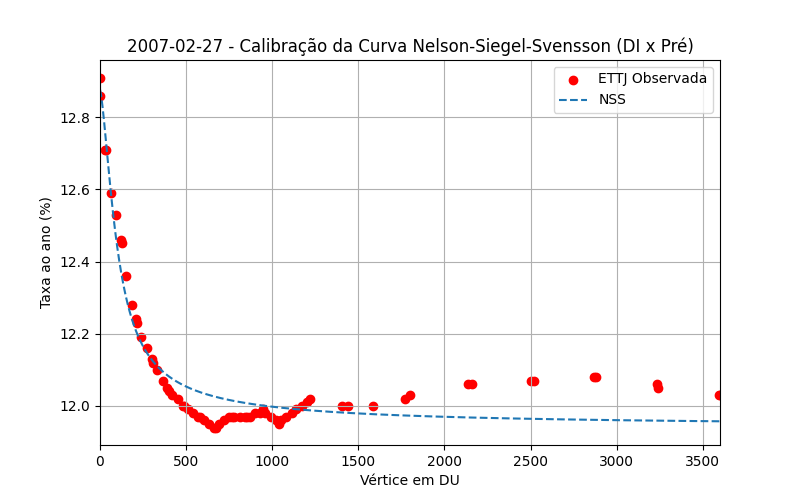 2007-02-27 - Calibração da Curva Nelson-Siegel-Svensson (DI x Pré)
ETTJ Observada
NSS
Taxa ao ano (%)
12.8
12.6
12.4
12.2
12.0
0
500
1000
1500
2000
2500
3000
3500
Vértice em DU